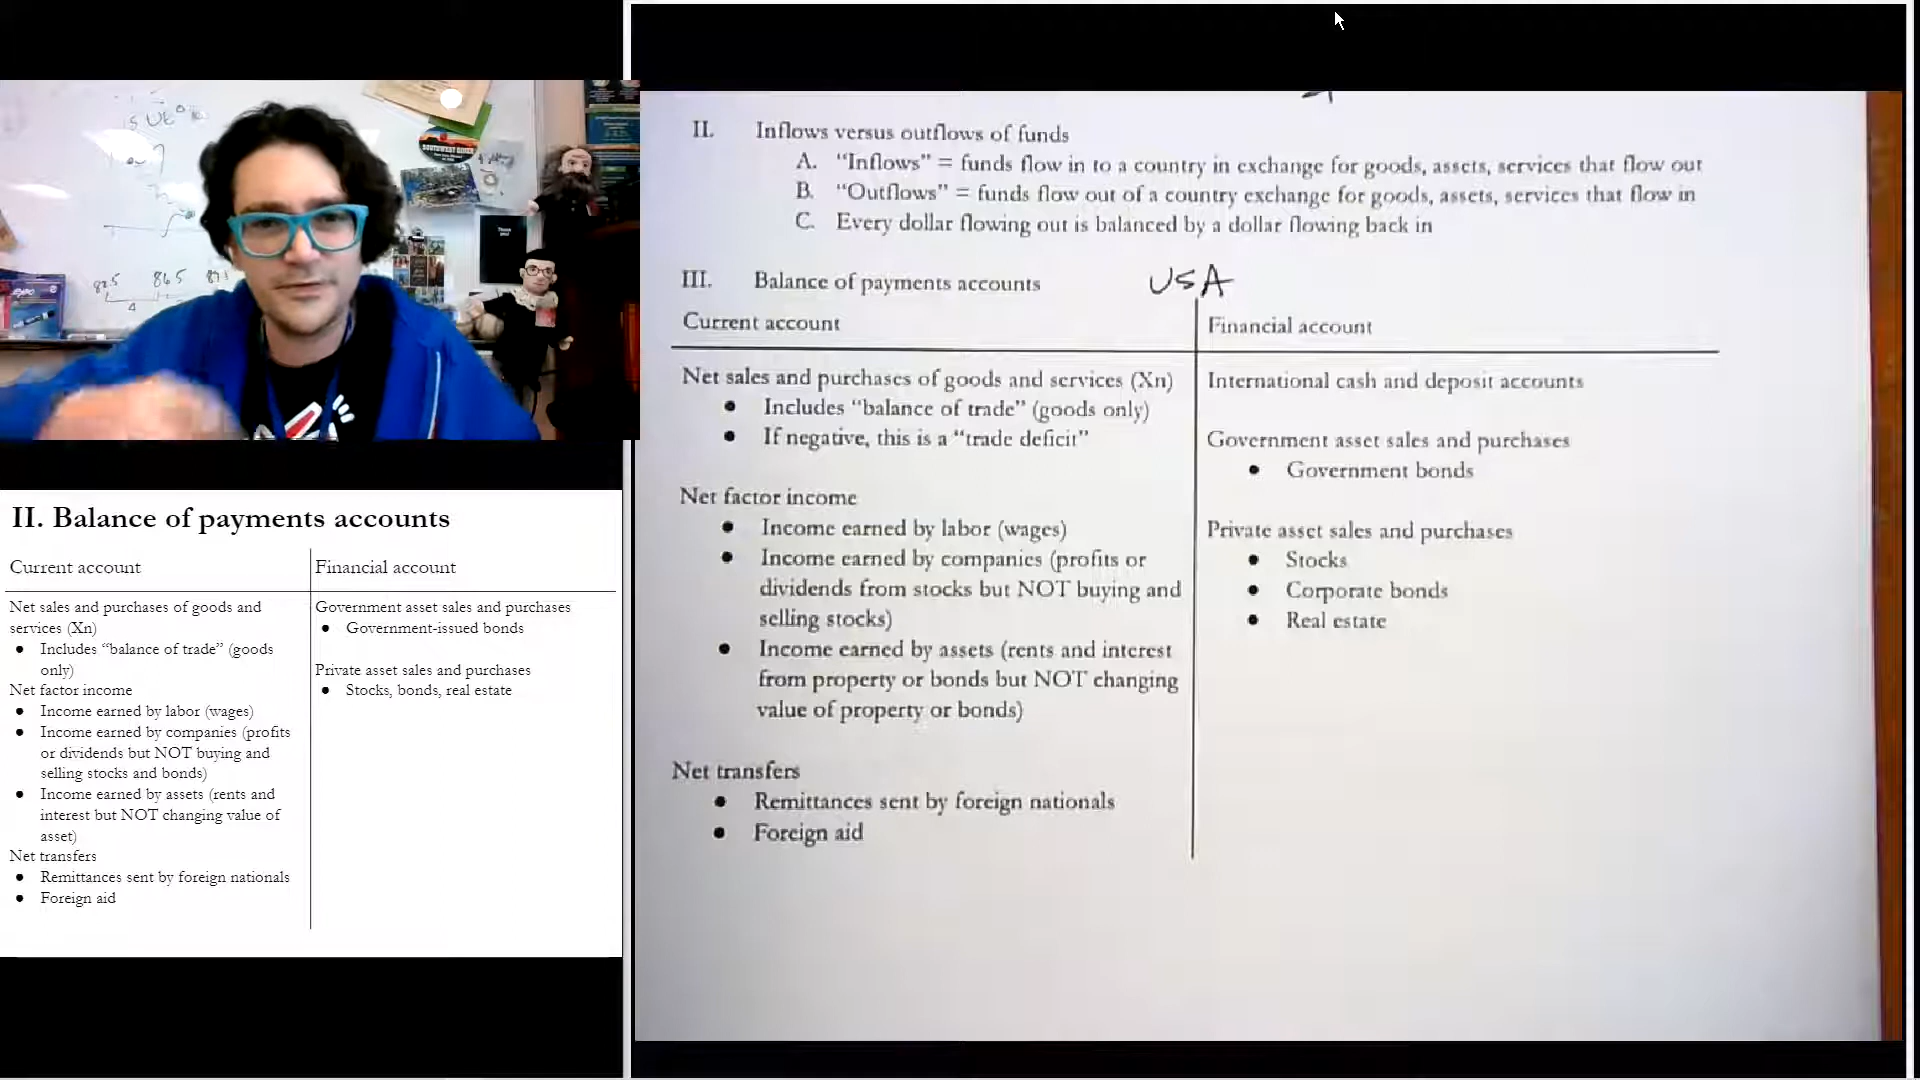 is
82.5 86.5
4
EXPO
SOUTHWEST DINER
II. Balance of payments accounts
Current account
Financial account
Net sales and purchases of goods and
services (Xn)
● Includes “balance of trade” (goods
only)
Net factor income
● Income earned by labor (wages)
● Income earned by companies (profits
or dividends but NOT buying and
selling stocks and bonds)
● Income earned by assets (rents and
interest but NOT changing value of
asset)
Net transfers
● Remittances sent by foreign nationals
● Foreign aid
Government asset sales and purchases
● Government-issued bonds
Private asset sales and purchases
● Stocks, bonds, real estate
II. Inflows versus outflows of funds
A. “Inflows” = funds flow in to a country in exchange for goods, assets, services that flow out
B. “Outflows” = funds flow out of a country exchange for goods, assets, services that flow in
C. Every dollar flowing out is balanced by a dollar flowing back in
III. Balance of payments accounts
USA
Current account
Financial account
Net sales and purchases of goods and services (Xn)
● Includes “balance of trade” (goods only)
● If negative, this is a “trade deficit”
Net factor income
● Income earned by labor (wages)
● Income earned by companies (profits or
dividends from stocks but NOT buying and
selling stocks)
● Income earned by assets (rents and interest
from property or bonds but NOT changing
value of property or bonds)
Net transfers
● Remittances sent by foreign nationals
● Foreign aid
International cash and deposit accounts
Government asset sales and purchases
● Government bonds
Private asset sales and purchases
● Stocks
● Corporate bonds
● Real estate